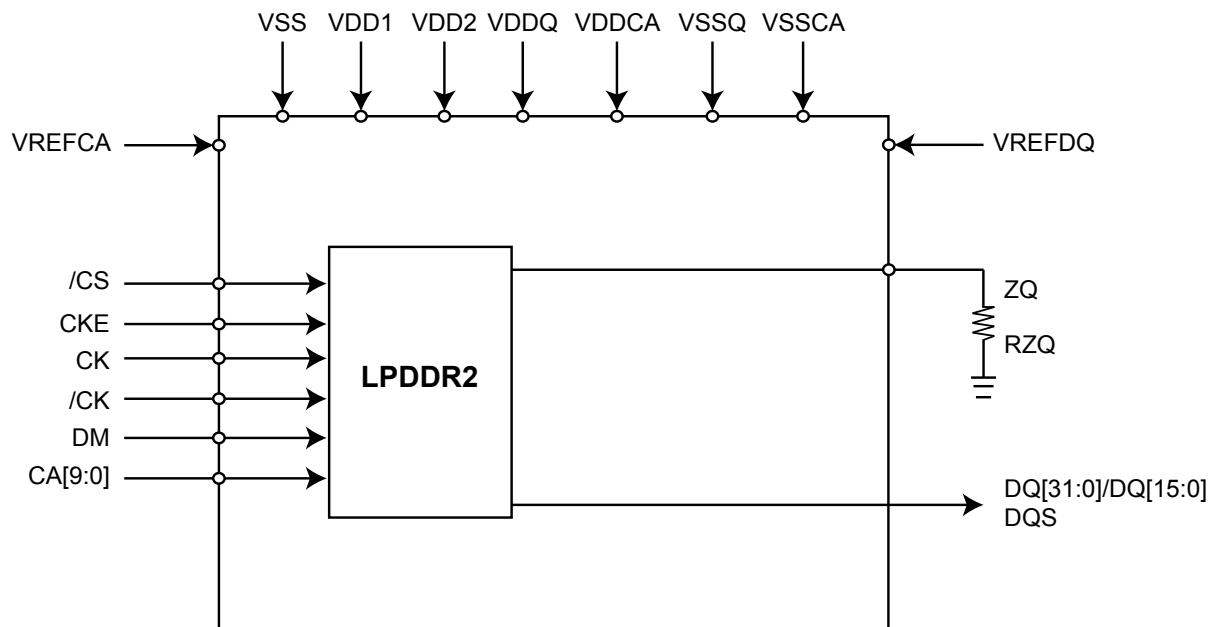 VSS VDD1 VDD2 VDDQ VDDCA VSSQ VSSCA
VREFCA
VREFDQ
/CS
CKE
CK
/CK
DM
CA[9:0]
LPDDR2
ZQ
RZQ
DQ[31:0]/DQ[15:0]
DQS